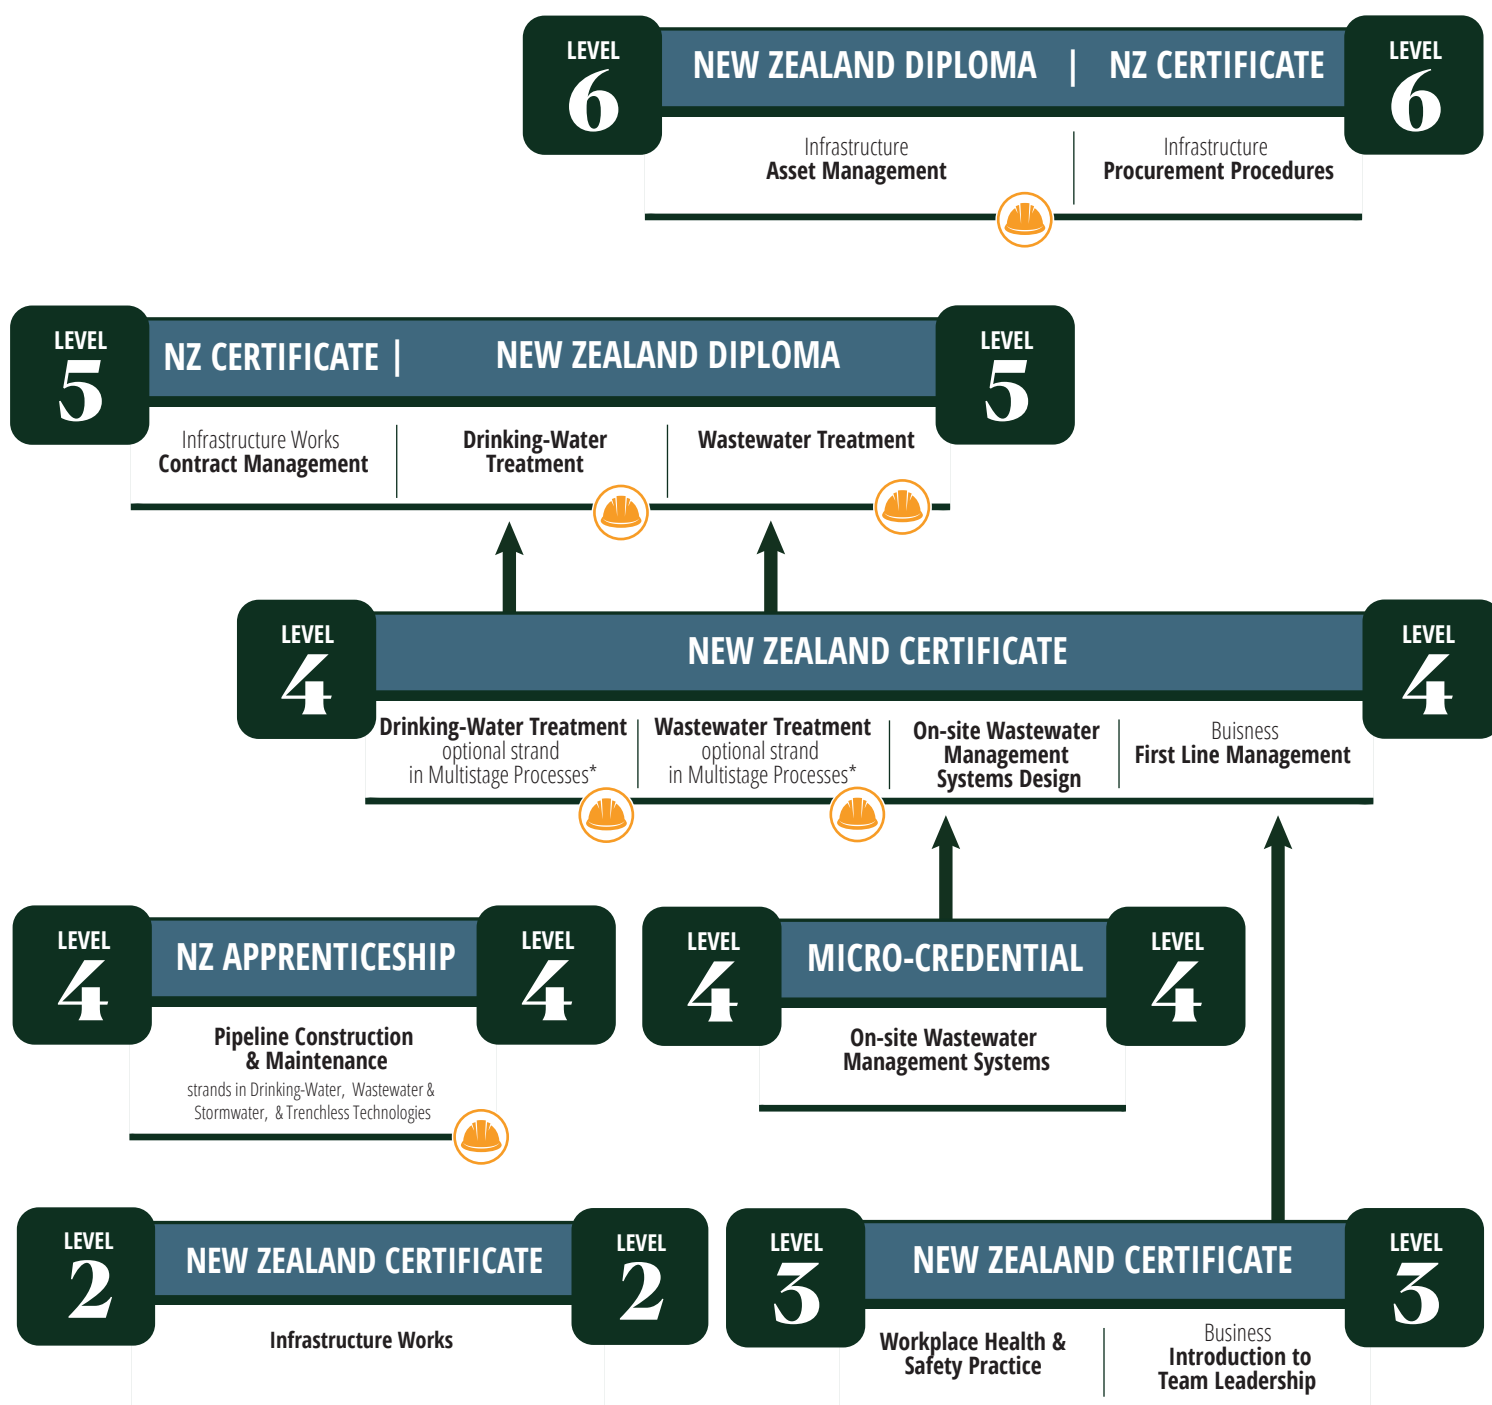 LEVEL
6
NEW ZEALAND DIPLOMA | NZ CERTIFICATE
LEVEL
6
Infrastructure
Asset Management
Infrastructure
Procurement Procedures
LEVEL
5
NZ CERTIFICATE | NEW ZEALAND DIPLOMA
LEVEL
5
Infrastructure Works
Contract Management
Drinking-Water
Treatment
Wastewater Treatment
LEVEL
4
NEW ZEALAND CERTIFICATE
LEVEL
4
Drinking-Water Treatment
optional strand
in Multistage Processes*
Wastewater Treatment
optional strand
in Multistage Processes*
On-site Wastewater
Management
Systems Design
Buisness
First Line Management
LEVEL
4
NZ APPRENTICESHIP
LEVEL
4
Pipeline Construction
& Maintenance
strands in Drinking-Water, Wastewater &
Stormwater, & Trenchless Technologies
LEVEL
4
MICRO-CREDENTIAL
LEVEL
4
On-site Wastewater
Management Systems
LEVEL
2
NEW ZEALAND CERTIFICATE
LEVEL
2
Infrastructure Works
LEVEL
3
NEW ZEALAND CERTIFICATE
LEVEL
3
Workplace Health &
Safety Practice
Business
Introduction to
Team Leadership